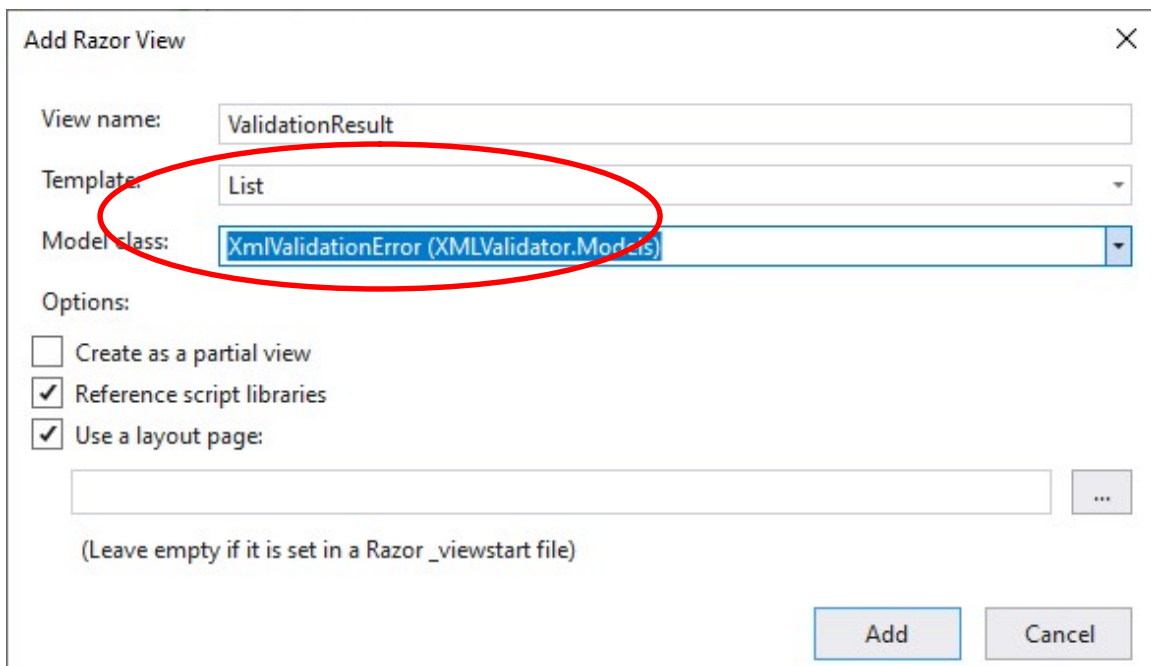 Add Razor View
View name: ValidationResult
Template: List
Model class: XmlValidationError (XMLValidator.Models)
Options:
Create as a partial view
Reference script libraries
Use a layout page:
...
(Leave empty if it is set in a Razor _viewstart file)
Add Cancel